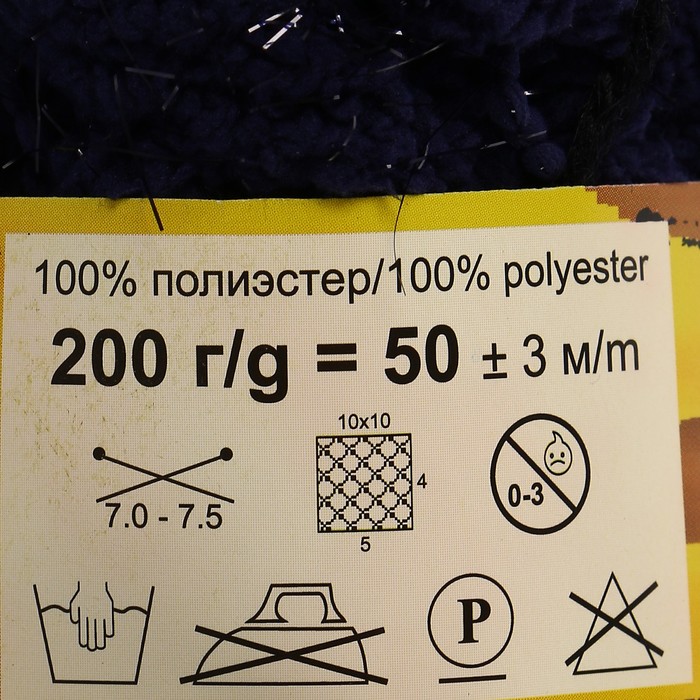 100% полиэстер/100% polyester
200 г/g = 50 ± 3 м/m
10x10
4
0-3
7.0 - 7.5
5
P